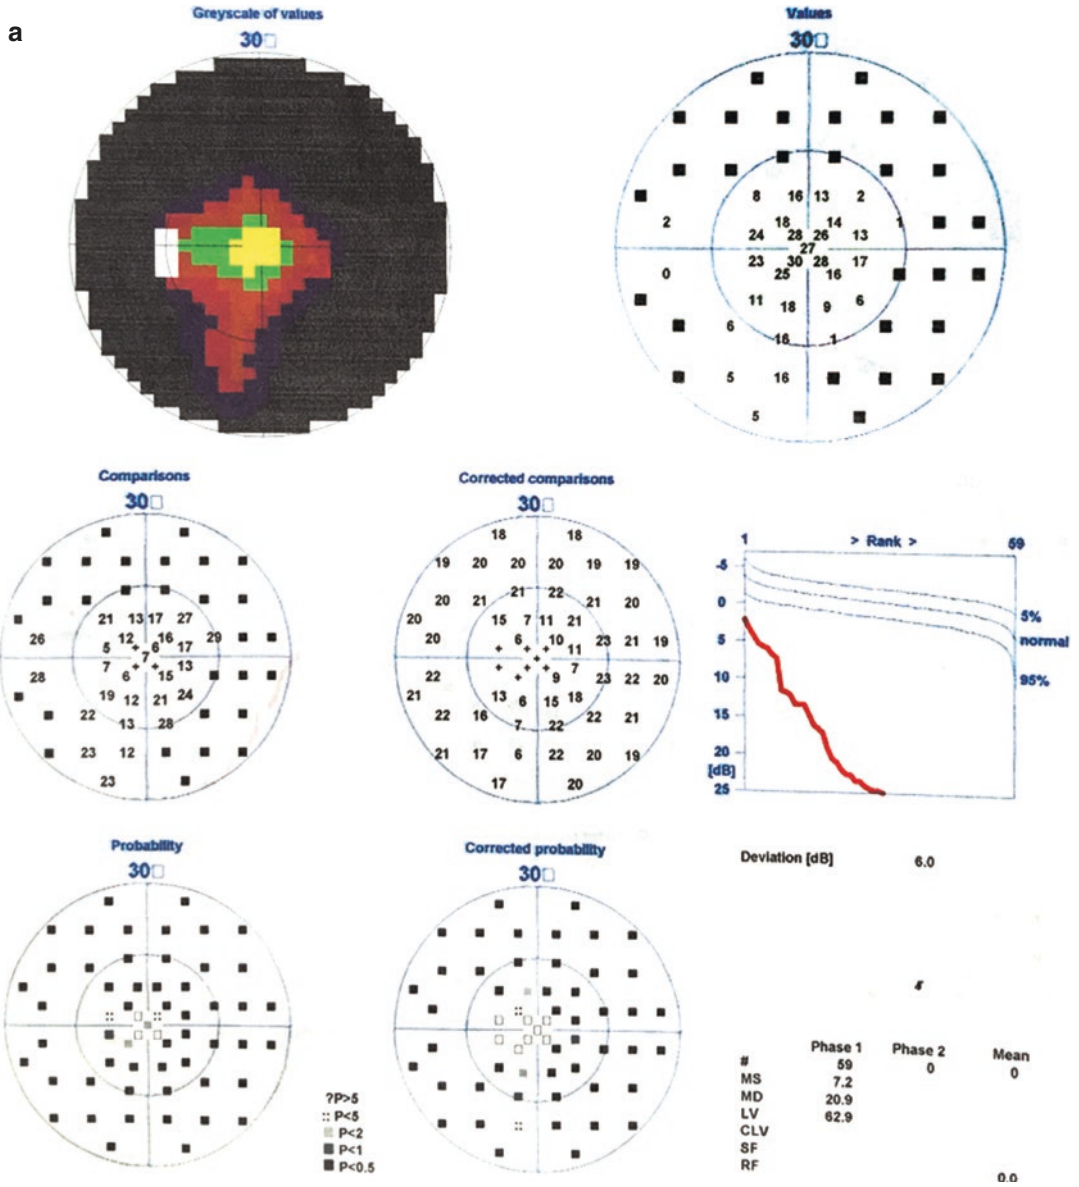 a
Greyscale of values
30
Values
30
8 16 13 2
2 18 14 1
24 28 26 13
27
23 30 28 17
0 25 16
11 18 9 6
6 16 1
5 16
5
Comparisons
30
21 13 17 27
26 12 16 29
5 6 17
7
7 13
28 6 15
19 12 21 24
22 13 28
23 12
23
Corrected comparisons
30
18 18
19 20 20 20 19 19
20 21 21 22 21 20
20 15 7 11 21
20 6 10 23 21 19
+ + + 11
+
+ + + 7
22 + 9 23 22 20
21 13 6 15 18
22 16 7 22 22 21
21 17 6 22 20 19
17 20
1 > Rank > 59
-5
0
5
10
15
20
[dB]
25
5%
normal
95%
Probability
30
Corrected probability
30
?P>5
:: P<5
P<2
P<1
P<0.5
Deviation [dB] 6.0
Phase 1 Phase 2 Mean
# 59 0 0
MS 7.2
MD 20.9
LV 62.9
CLV
SF
RF
0.0